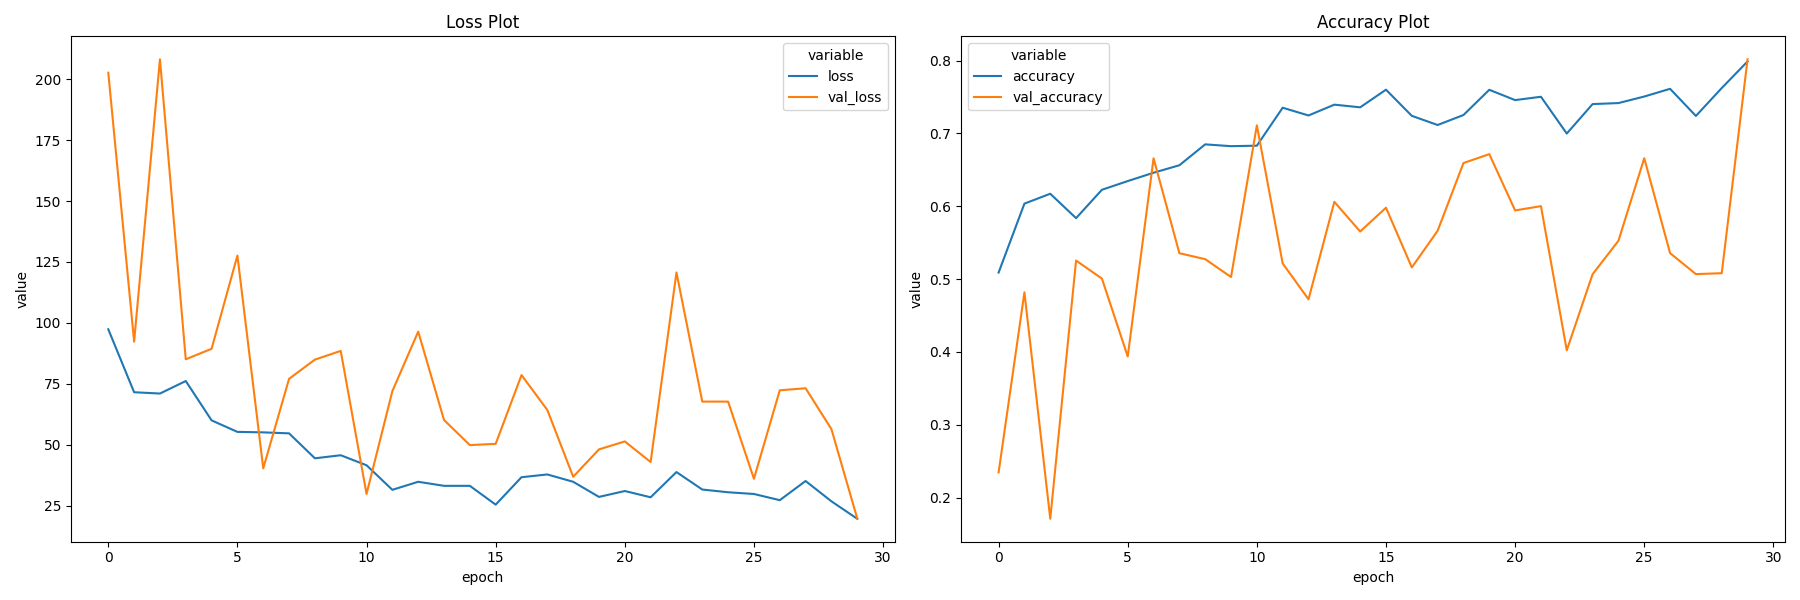 Loss Plot
variable
loss
val_loss
200
175
150
125
100
75
50
25
value
0 5 10 15 20 25 30
epoch
Accuracy Plot
variable
accuracy
val_accuracy
0.8
0.7
0.6
0.5
0.4
0.3
0.2
value
0 5 10 15 20 25 30
epoch